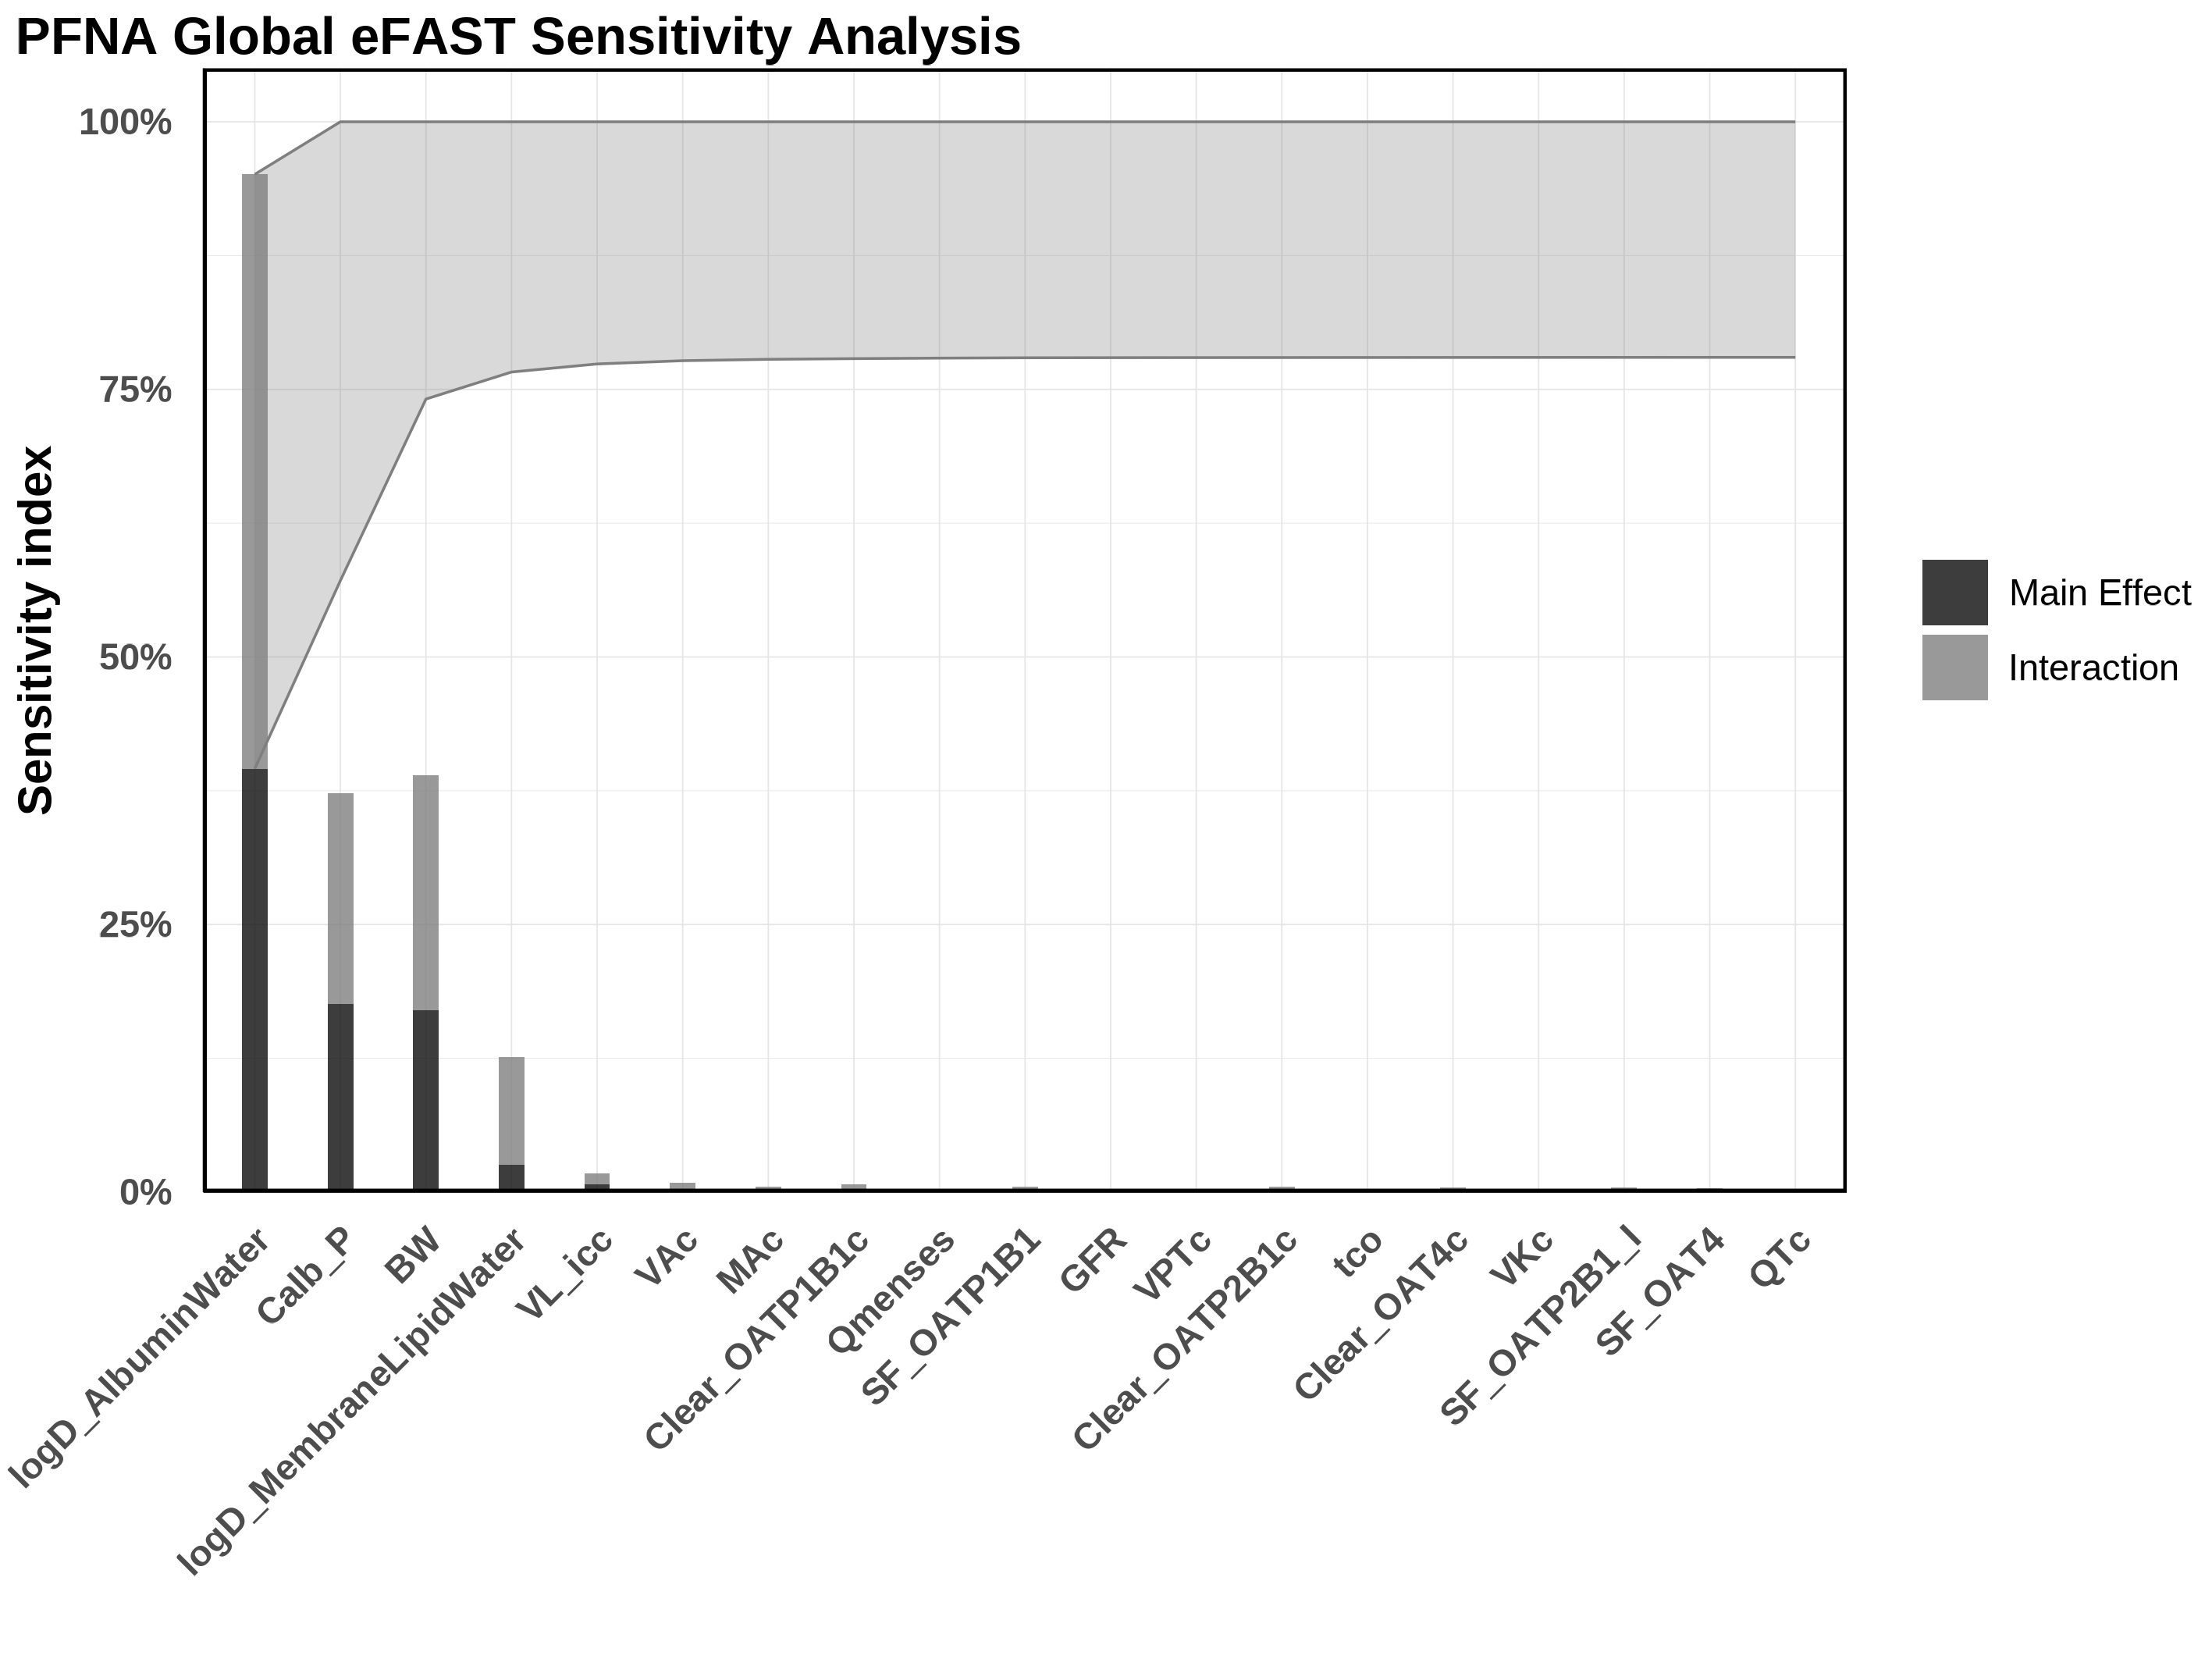 PFNA Global eFAST Sensitivity Analysis
100%
75%
50%
25%
0%
Sensitivity index
Main Effect
Interaction
logD_AlbuminWater
Calb_P
BW
logD_MembraneLipidWater
VL_icc
VAc
MAc
Clear_OATP1B1c
Qmenses
SF_OATP1B1
GFR
VPTc
Clear_OATP2B1c
tco
Clear_OAT4c
VKc
SF_OATP2B1_l
SF_OAT4
QTc